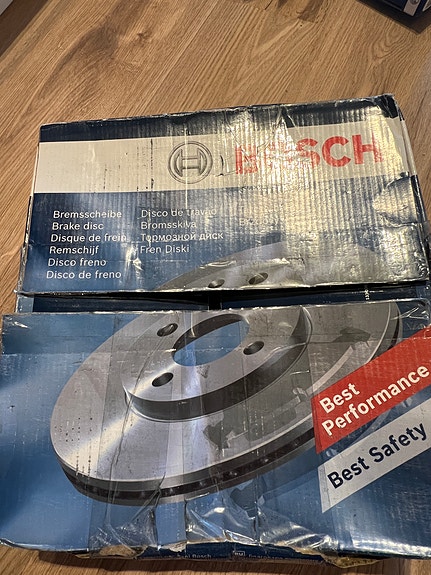 BOSCH
Bremsscheibe
Brake disc
Disque de frein
Remschijf
Disco freno
Disco de freno
Disco de travão
Bromsskiva
Тормозной диск
Fren Diski
Best
Performance
Best Safety